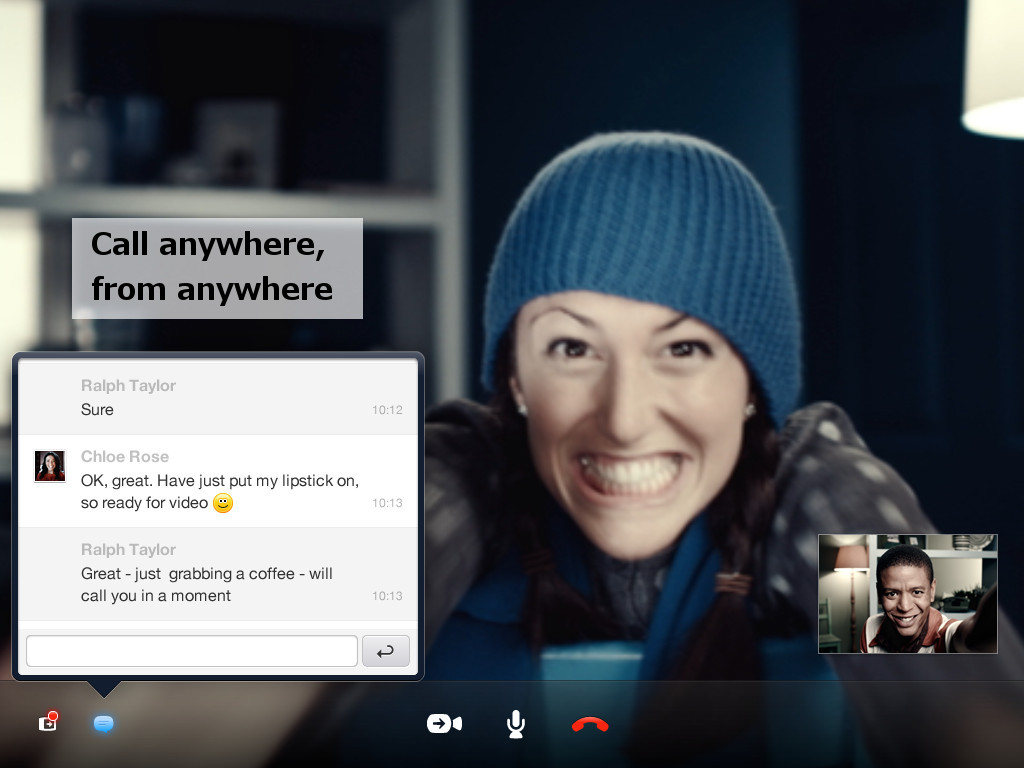 Call anywhere,
from anywhere
Ralph Taylor
Sure
10:12
Chloe Rose
OK, great. Have just put my lipstick on,
so ready for video
10:13
Ralph Taylor
Great - just  grabbing a coffee - will
call you in a moment
10:13